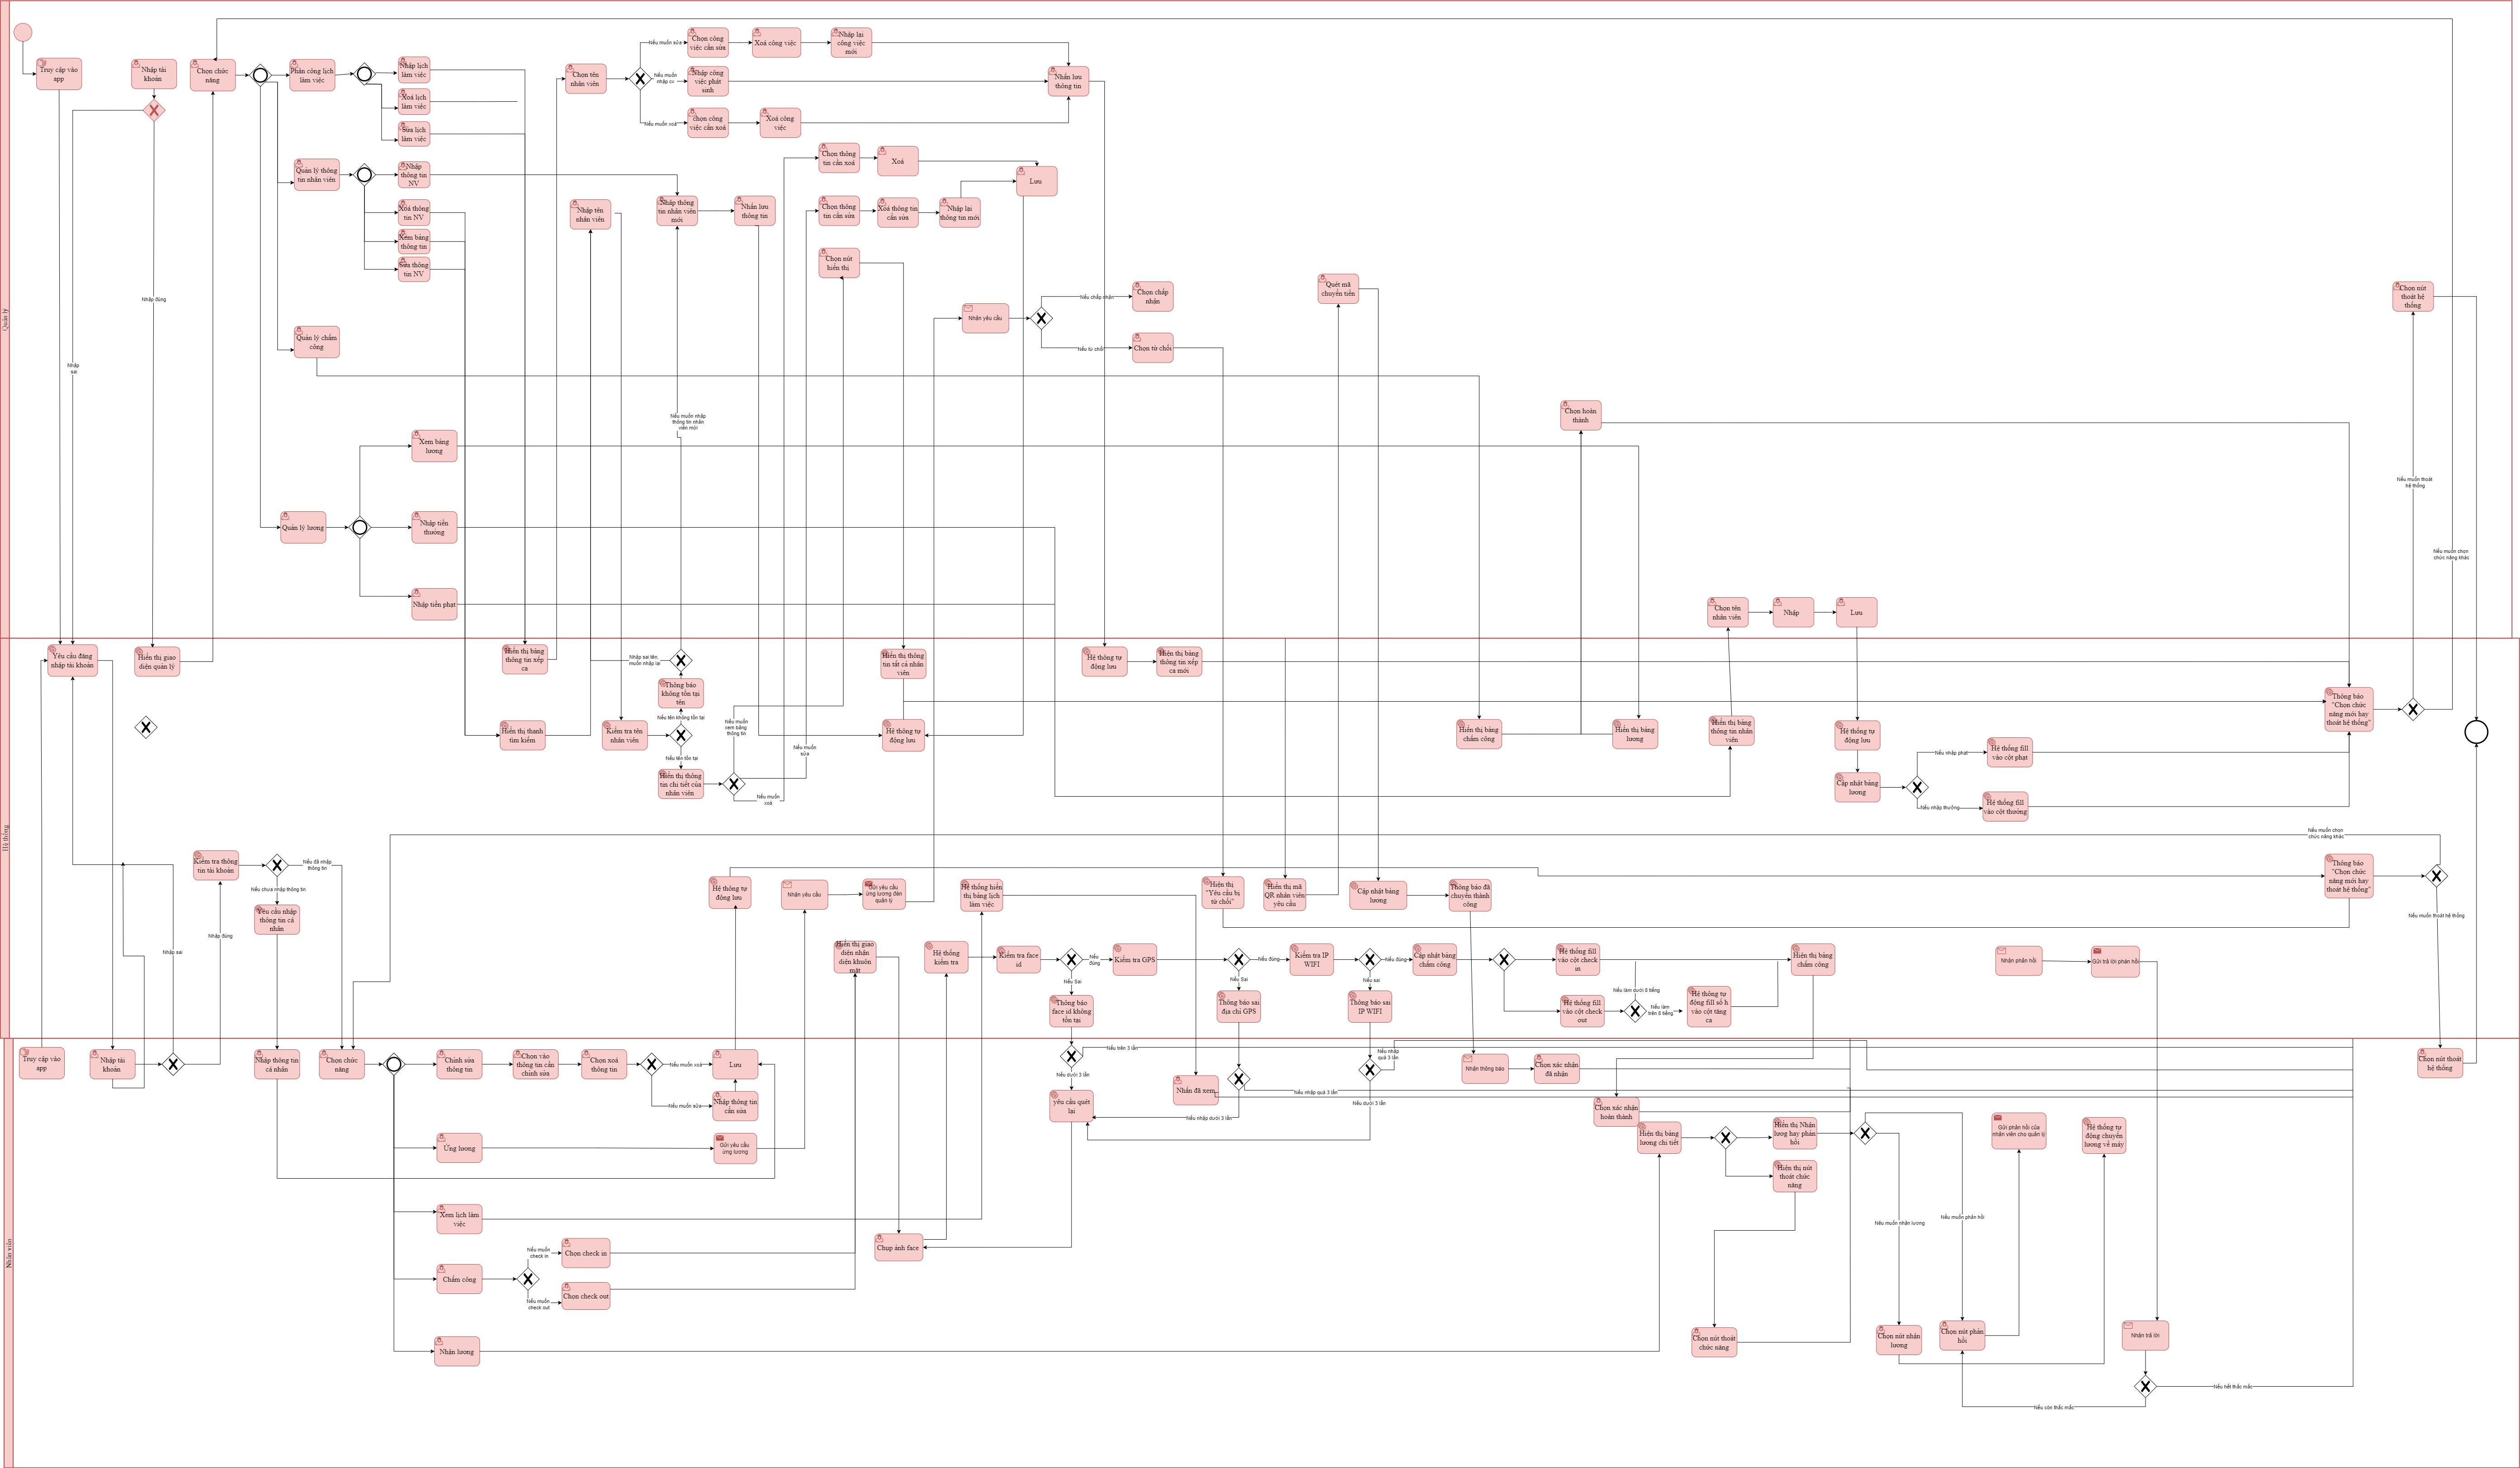 Quản lý
Truy cập vào
app
Nhập tài
khoản
Chọn chức
năng
Phân công lịch
làm việc
Nhập lịch
làm việc
Xoá lịch
làm việc
Sửa lịch
làm việc
Chọn tên
nhân viên
Nếu muốn sửa
Nếu muốn
nhập cv
Nếu muốn xoá
Chọn công
việc cần sửa
Xoá công việc
Nhập lại
công việc
mới
Nhập công
việc phát
sinh
chọn công
việc cần xoá
Xoá công
việc
Nhấn lưu
thông tin
Quản lý thông
tin nhân viên
Nhập
thông tin
NV
Xoá thông
tin NV
Xem bảng
thông tin
Sửa thông
tin NV
Nhập tên
nhân viên
Nhập thông
tin nhân viên
mới
Nhấn lưu
thông tin
Chọn thông
tin cần xoá
Xoá
Lưu
Chọn thông
tin cần sửa
Xoá thông tin
cần sửa
Nhập lại
thông tin mới
Chọn nút
hiển thị
Nhận yêu cầu
Nếu chấp nhận
Chọn chấp
nhận
Nếu từ chối
Chọn từ chối
Quét mã
chuyển tiền
Chọn nút
thoát hệ
thống
Nhập đúng
Nhập
sai
Quản lý chấm
công
Nếu muốn nhập
thông tin nhân
viên mới
Chọn hoàn
thành
Xem bảng
lương
Quản lý lương
Nhập tiền
thưởng
Nhập tiền phạt
Nếu muốn thoát
hệ thống
Nếu muốn chọn
chức năng khác
Chọn tên
nhân viên
Nhập
Lưu
Hệ thống
Yêu cầu đăng
nhập tài khoản
Hiển thị giao
diện quản lý
Hiển thị bảng
thông tin xếp
ca
Nhập sai tên,
muốn nhập lại
Thông báo
không tồn tại
tên
Nếu tên không tồn tại
Hiển thị thanh
tìm kiếm
Kiểm tra tên
nhân viên
Nếu tên tồn tại
Hiển thị thông
tin chi tiết của
nhân viên
Nếu muốn
xem bảng
thông tin
Nếu muốn
sửa
Nếu muốn
xoá
Hiển thị thông
tin tất cả nhân
viên
Hệ thông tự
động lưu
Hệ thông tự
động lưu
Hiện thị bảng
thông tin xếp
ca mới
Hiển thị bảng
chấm công
Hiển thị bảng
lương
Hiển thị bảng
thông tin nhân
viên
Hệ thông tự
động lưu
Cập nhật bảng
lương
Nếu nhập phạt
Hệ thống fill
vào cột phạt
Nếu nhập thưởng
Hệ thống fill
vào cột thưởng
Thông báo
"Chọn chức
năng mới hay
thoát hệ thống"
Nếu muốn chọn
chức năng khác
Kiểm tra thông
tin tài khoản
Nếu đã nhập
thông tin
Nếu chưa nhập thông tin
Yêu cầu nhập
thông tin cá
nhân
Nhập sai
Nhập đúng
Hệ thông tự
động lưu
Nhận yêu cầu
Gửi yêu cầu
ứng lương đến
quản lý
Hệ thống hiển
thị bảng lịch
làm việc
Hiện thị
"Yêu cầu bị
từ chối"
Hiển thị mã
QR nhân viên
yêu cầu
Cập nhật bảng
lương
Thông báo đã
chuyển thành
công
Thông báo
"Chọn chức
năng mới hay
thoát hệ thống"
Nếu muốn thoát hệ thống
Hiển thị giao
diện nhận
diện khuôn
mặt
Hệ thống
kiểm tra
Kiểm tra face
id
Nếu
đúng
Kiểm tra GPS
Nếu đúng
Kiểm tra IP
WIFI
Nếu đúng
Cập nhật bảng
chấm công
Hệ thống fill
vào cột check
in
Hiện thị bảng
chấm công
Nhận phản hồi
Gửi trả lời phản hồi
Nếu Sai
Nếu Sai
Nếu sai
Thông báo
face id không
tồn tại
Thông báo sai
địa chỉ GPS
Thông báo sai
IP WIFI
Hệ thống fill
vào cột check
out
Nếu làm dưới 8 tiếng
Nếu làm
trên 8 tiếng
Hệ thống tự
động fill số h
vào cột tăng
ca
Nhân viên
Truy cập vào
app
Nhập tài
khoản
Nhập thông tin
cá nhân
Chọn chức
năng
Chỉnh sửa
thông tin
Chọn vào
thông tin cần
chỉnh sửa
Chọn xoá
thông tin
Nếu muốn xoá
Lưu
Nếu muốn sửa
Nhập thông tin
cần sửa
Nếu trên 3 lần
Nếu dưới 3 lần
yêu cầu quét
lại
Nhấn đã xem
Nếu nhập dưới 3 lần
Nếu nhập quá 3 lần
Nếu nhập
quá 3 lần
Nếu dưới 3 lần
Nhận thông báo
Chọn xác nhận
đã nhận
Chọn xác nhận
hoàn thành
Hiện thị bảng
lương chi tiết
Hiển thị Nhận
lương hay phản
hồi
Hiện thị nút
thoát chức
năng
Gửi phản hồi của
nhân viên cho quản lý
Hệ thống tự
động chuyển
lương về máy
Chọn nút thoát
hệ thống
Ứng lương
Gửi yêu cầu
ứng lương
Xem lịch làm
việc
Chấm công
Nếu muốn
check in
Chọn check in
Nếu muốn
check out
Chọn check out
Chụp ảnh face
Nhận lương
Nếu muốn nhận lương
Nếu muốn phản hồi
Chọn nút thoát
chức năng
Chọn nút nhận
lương
Chọn nút phản
hồi
Nhận trả lời
Nếu hết thắc mắc
Nếu còn thắc mắc